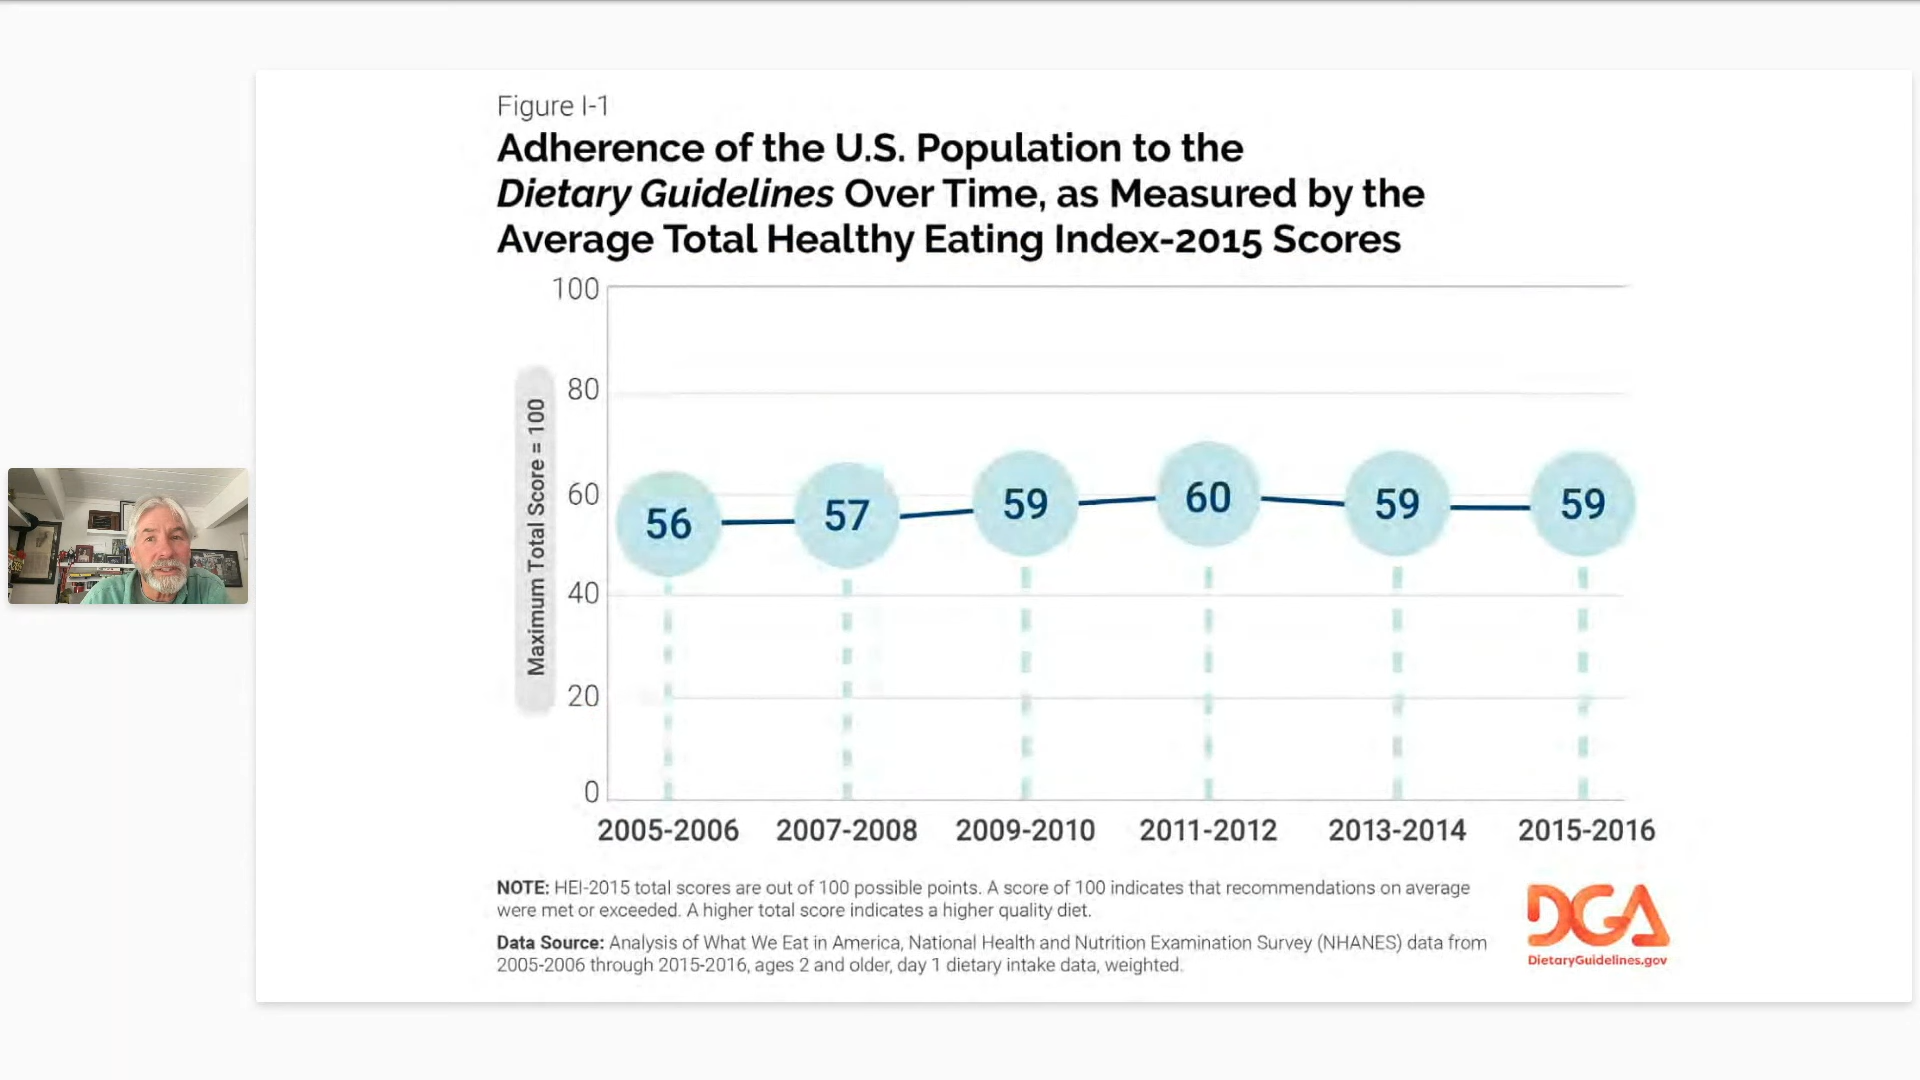 Figure I-1
Adherence of the U.S. Population to the
Dietary Guidelines Over Time, as Measured by the
Average Total Healthy Eating Index-2015 Scores
Maximum Total Score = 100
100
80
60
40
20
0
56
57
59
60
59
59
2005-2006
2007-2008
2009-2010
2011-2012
2013-2014
2015-2016
NOTE: HEI-2015 total scores are out of 100 possible points. A score of 100 indicates that recommendations on average
were met or exceeded. A higher total score indicates a higher quality diet.
Data Source: Analysis of What We Eat in America, National Health and Nutrition Examination Survey (NHANES) data from
2005-2006 through 2015-2016, ages 2 and older, day 1 dietary intake data, weighted.
DGA
DietaryGuidelines.gov